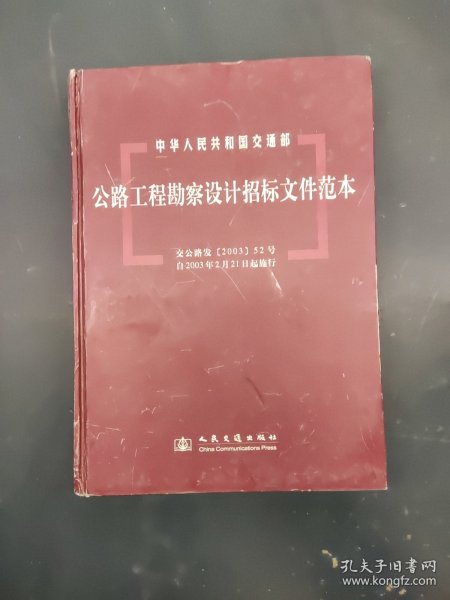 中华人民共和国交通部
公路工程勘察设计招标文件范本
交公路发〔2003〕52号
自2003年2月21日起施行
人民交通出版社
China Communications Press
孔夫子旧书网
www.kongfz.com